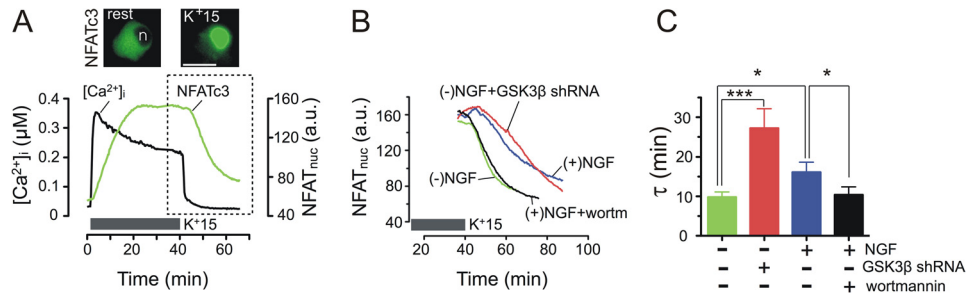 A
NFATc3
rest
n
K⁺15
[Ca²⁺]ᵢ
NFATc3
[Ca²⁺]ᵢ (μM)
0.4
0.3
0.2
0.1
0
160
120
80
40
NFATₙᵤ꜀ (a.u.)
K⁺15
0 20 40 60
Time (min)
B
(-)NGF+GSK3β shRNA
NFATₙᵤ꜀ (a.u.)
160
120
80
40
(-)NGF
(+)NGF
(+)NGF+wortm
K⁺15
20 40 60 80 100
Time (min)
C
* *
***
τ (min)
30
20
10
0
– – + + NGF
– + – – GSK3β shRNA
– – – + wortmannin